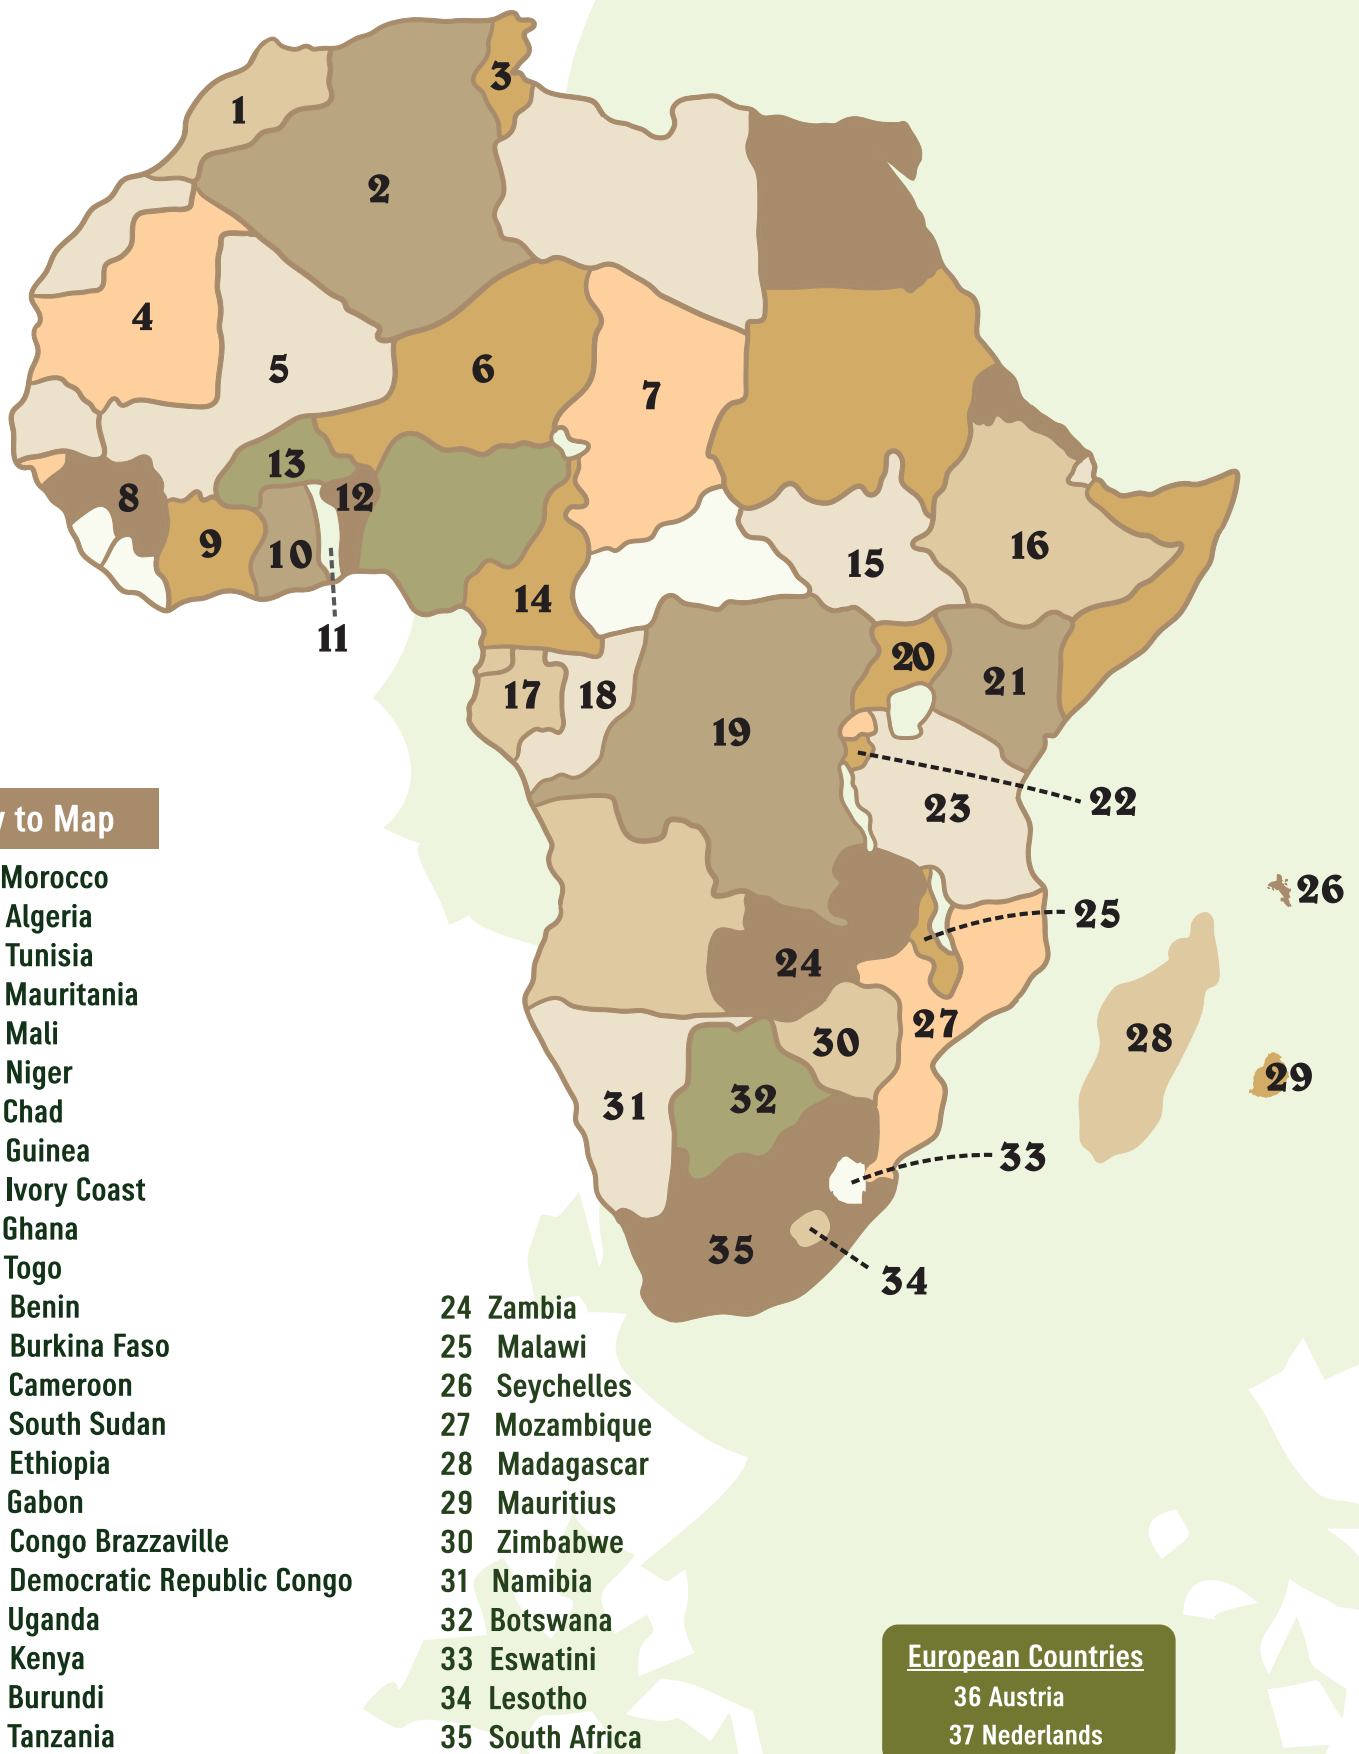 1
2
3
4
5
6
7
8
9
10
11
12
13
14
15
16
17
18
19
20
21
22
23
24
25
26
27
28
29
30
31
32
33
34
35
y to Map
Morocco
Algeria
Tunisia
Mauritania
Mali
Niger
Chad
Guinea
Ivory Coast
Ghana
Togo
Benin
Burkina Faso
Cameroon
South Sudan
Ethiopia
Gabon
Congo Brazzaville
Democratic Republic Congo
Uganda
Kenya
Burundi
Tanzania
24 Zambia
25 Malawi
26 Seychelles
27 Mozambique
28 Madagascar
29 Mauritius
30 Zimbabwe
31 Namibia
32 Botswana
33 Eswatini
34 Lesotho
35 South Africa
European Countries
36 Austria
37 Nederlands